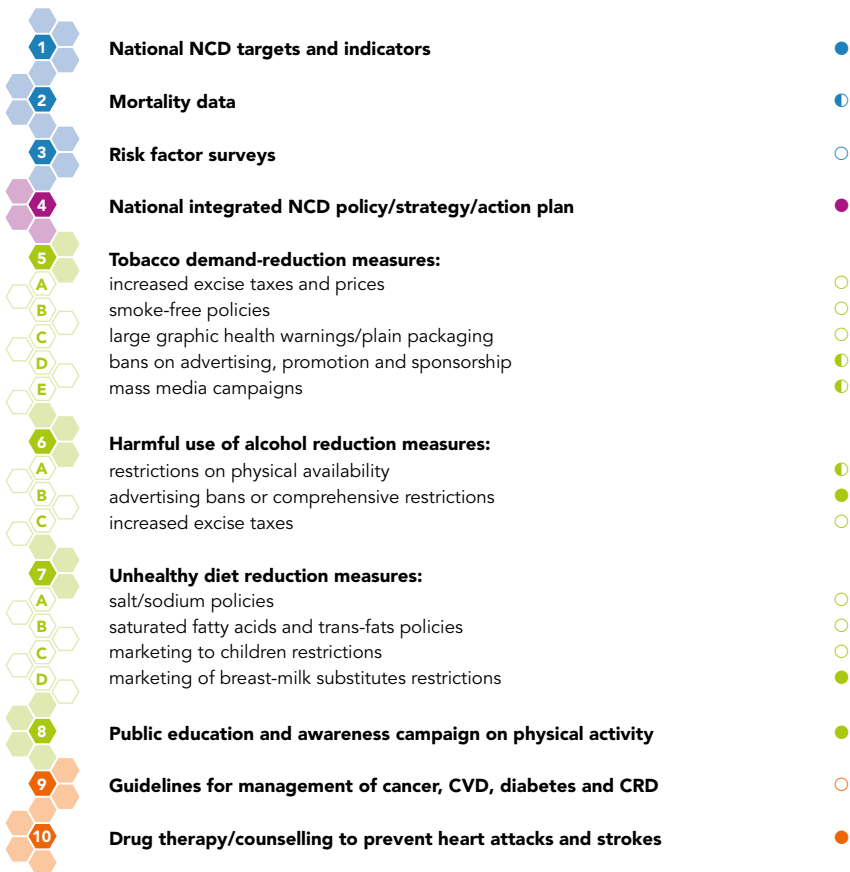 1 National NCD targets and indicators ●
2 Mortality data ◐
3 Risk factor surveys ○
4 National integrated NCD policy/strategy/action plan ●
5 Tobacco demand-reduction measures:
A increased excise taxes and prices ○
B smoke-free policies ○
C large graphic health warnings/plain packaging ○
D bans on advertising, promotion and sponsorship ◐
E mass media campaigns ◐
6 Harmful use of alcohol reduction measures:
A restrictions on physical availability ◐
B advertising bans or comprehensive restrictions ●
C increased excise taxes ○
7 Unhealthy diet reduction measures:
A salt/sodium policies ○
B saturated fatty acids and trans-fats policies ○
C marketing to children restrictions ○
D marketing of breast-milk substitutes restrictions ●
8 Public education and awareness campaign on physical activity ●
9 Guidelines for management of cancer, CVD, diabetes and CRD ○
10 Drug therapy/counselling to prevent heart attacks and strokes ●